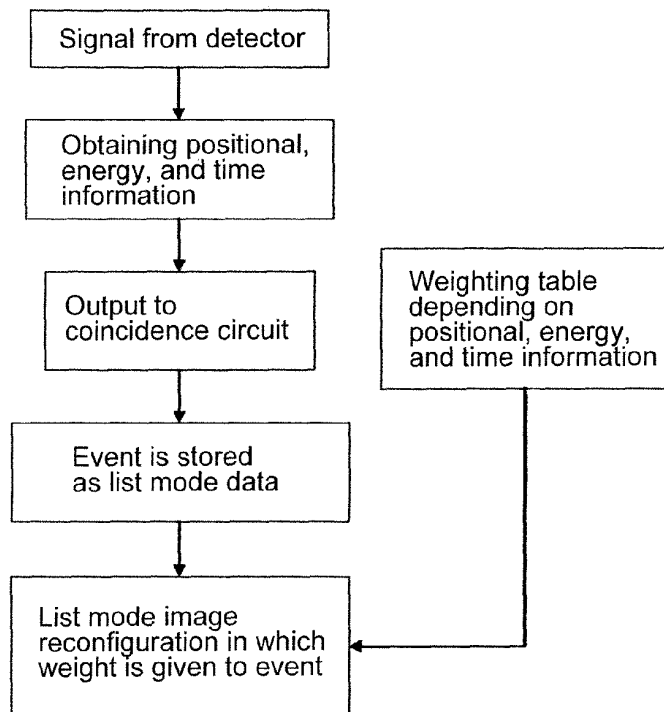 Signal from detector
Obtaining positional,
energy, and time
information
Output to
coincidence circuit
Weighting table
depending on
positional, energy,
and time information
Event is stored
as list mode data
List mode image
reconfiguration in which
weight is given to event